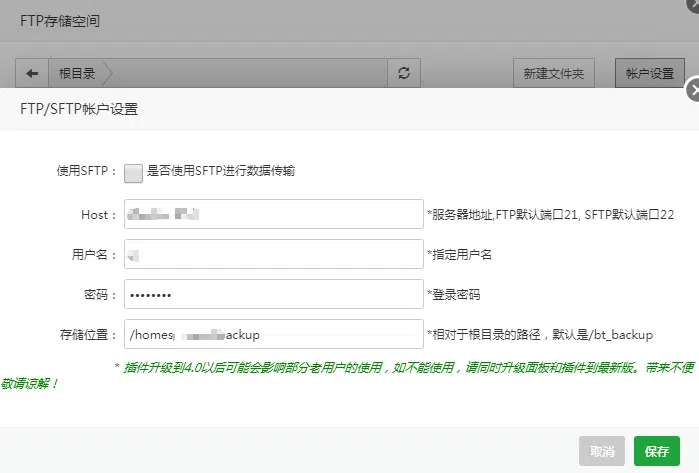 FTP存储空间
根目录
新建文件夹
帐户设置
FTP/SFTP帐户设置
使用SFTP： 是否使用SFTP进行数据传输
Host： *服务器地址,FTP默认端口21, SFTP默认端口22
用户名： *指定用户名
密码： •••••••• *登录密码
存储位置： /homes ackup *相对于根目录的路径，默认是/bt_backup
* 插件升级到4.0以后可能会影响部分老用户的使用，如不能使用，请同时升级面板和插件到最新版。带来不便
敬请谅解！
取消
保存